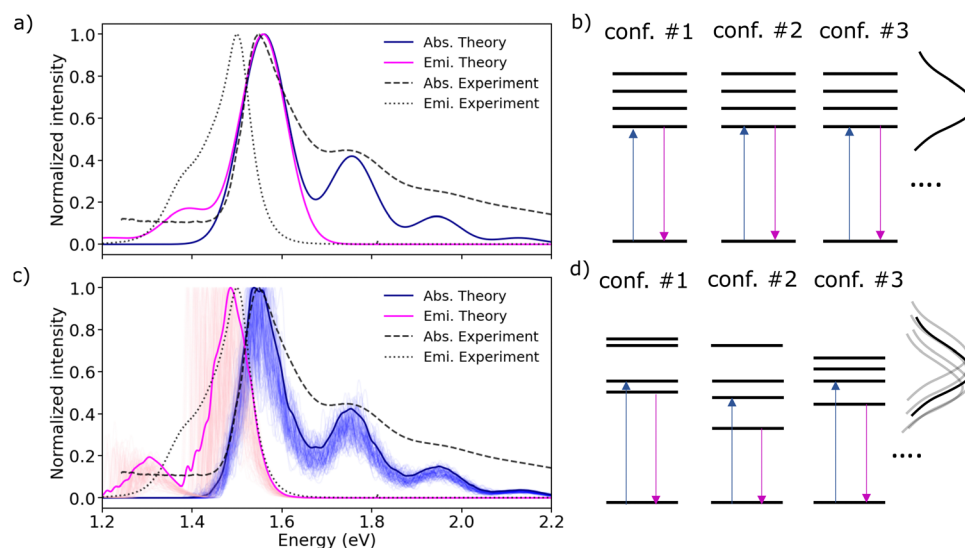 a)
Normalized intensity
1.0
0.8
0.6
0.4
0.2
0.0
Abs. Theory
Emi. Theory
Abs. Experiment
Emi. Experiment
b)
conf. #1 conf. #2 conf. #3
....
c)
Normalized intensity
1.0
0.8
0.6
0.4
0.2
0.0
Abs. Theory
Emi. Theory
Abs. Experiment
Emi. Experiment
1.2 1.4 1.6 1.8 2.0 2.2
Energy (eV)
d)
conf. #1 conf. #2 conf. #3
....